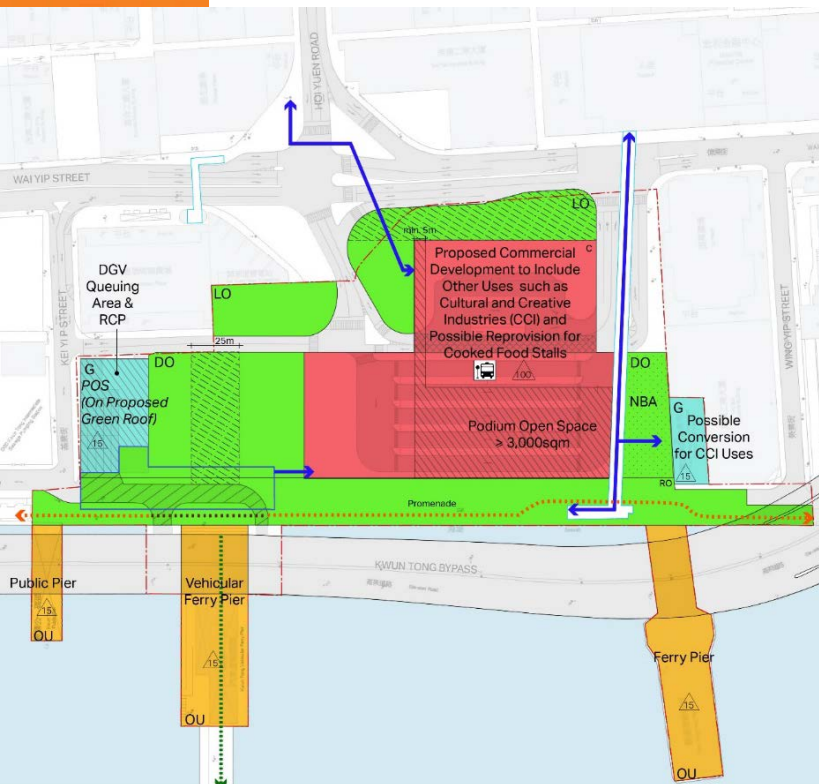 HOI YUEN ROAD
WAI YIP STREET
WAI
LO
min. 5m
C
Proposed Commercial
Development to Include
Other Uses such as
Cultural and Creative
Industries (CCI) and
Possible Reprovision for
Cooked Food Stalls
100
DGV
Queuing
Area &
RCP
KEI YIP STREET
LO
25m
WING YIP STREET
G
POS
(On Proposed
Green Roof)
15
DO
DO
NBA
G
Possible
Conversion
for CCI Uses
15
Podium Open Space
≥ 3,000sqm
RO
Promenade
KWUN TONG BYPASS
Public Pier
15
OU
Vehicular
Ferry Pier
15
OU
Ferry Pier
15
OU